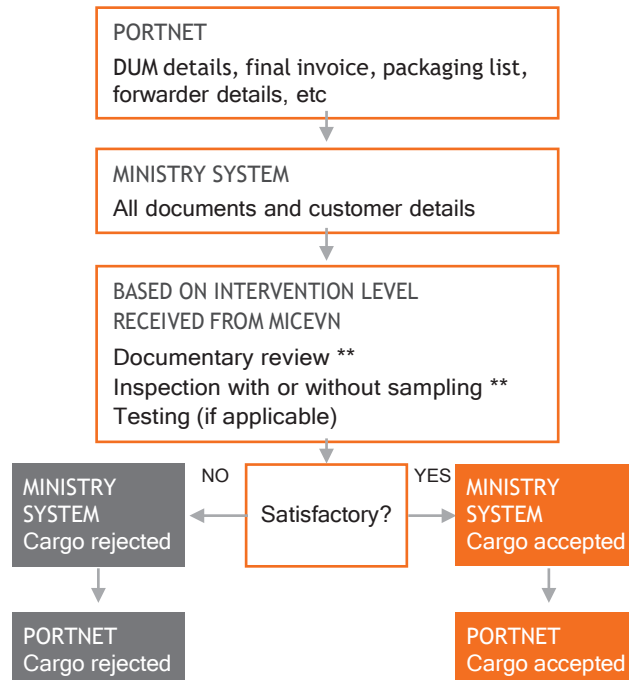 PORTNET
DUM details, final invoice, packaging list,
forwarder details, etc
MINISTRY SYSTEM
All documents and customer details
BASED ON INTERVENTION LEVEL
RECEIVED FROM MICEVN
Documentary review **
Inspection with or without sampling **
Testing (if applicable)
NO
YES
MINISTRY
SYSTEM
Cargo rejected
Satisfactory?
MINISTRY
SYSTEM
Cargo accepted
PORTNET
Cargo rejected
PORTNET
Cargo accepted